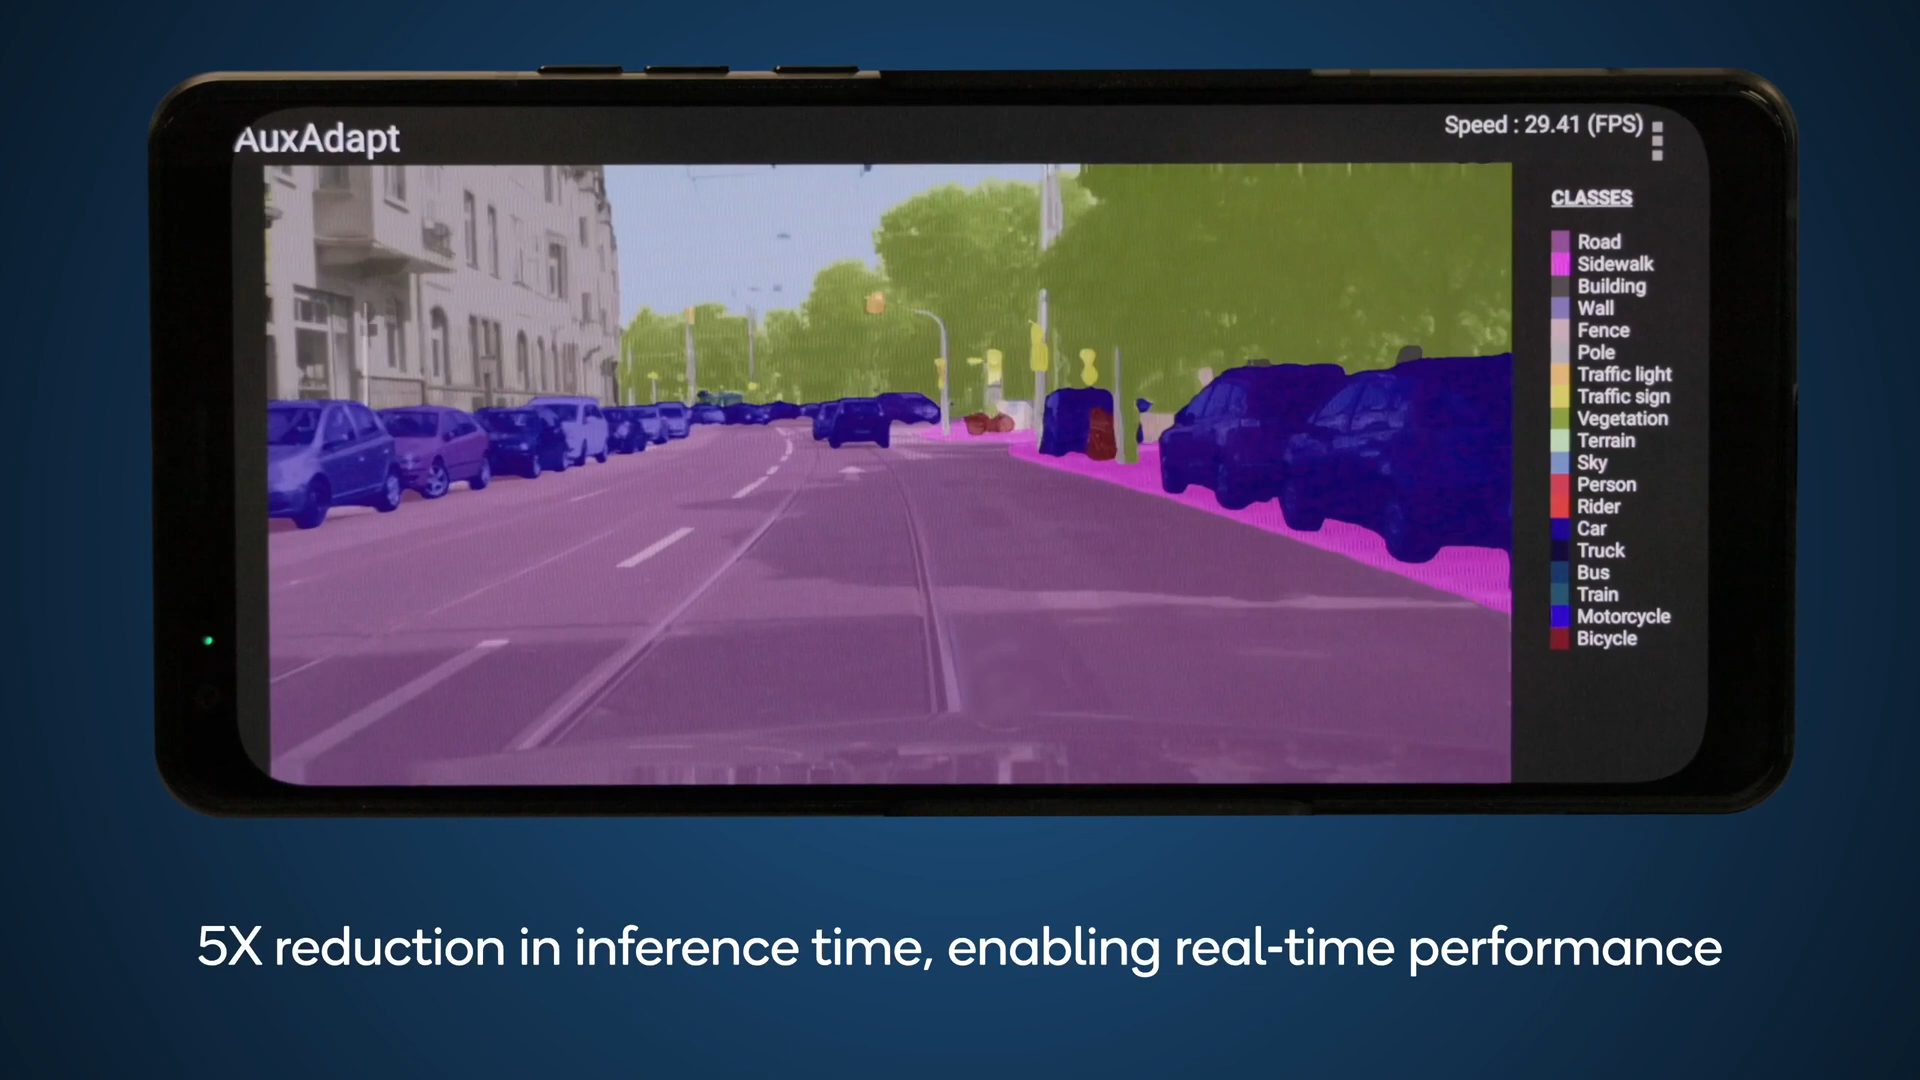 AuxAdapt
Speed : 29.41 (FPS)
CLASSES
Road
Sidewalk
Building
Wall
Fence
Pole
Traffic light
Traffic sign
Vegetation
Terrain
Sky
Person
Rider
Car
Truck
Bus
Train
Motorcycle
Bicycle
5X reduction in inference time, enabling real-time performance